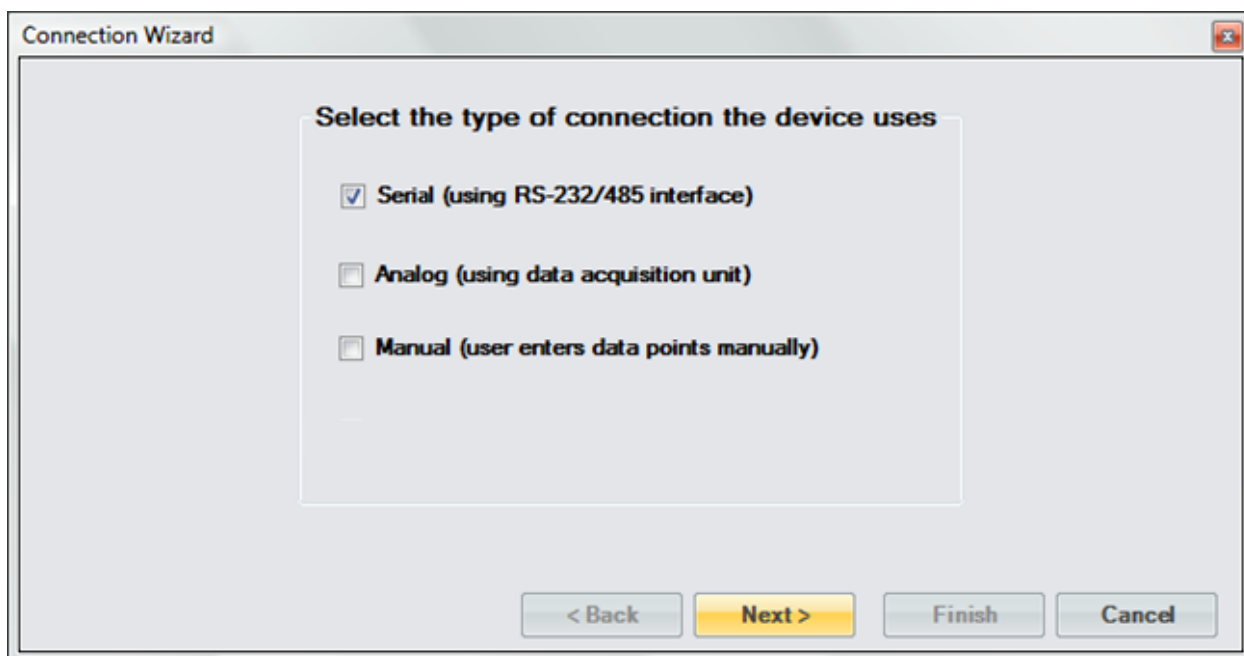 Connection Wizard
Select the type of connection the device uses
Serial (using RS-232/485 interface)
Analog (using data acquisition unit)
Manual (user enters data points manually)
< Back Next > Finish Cancel